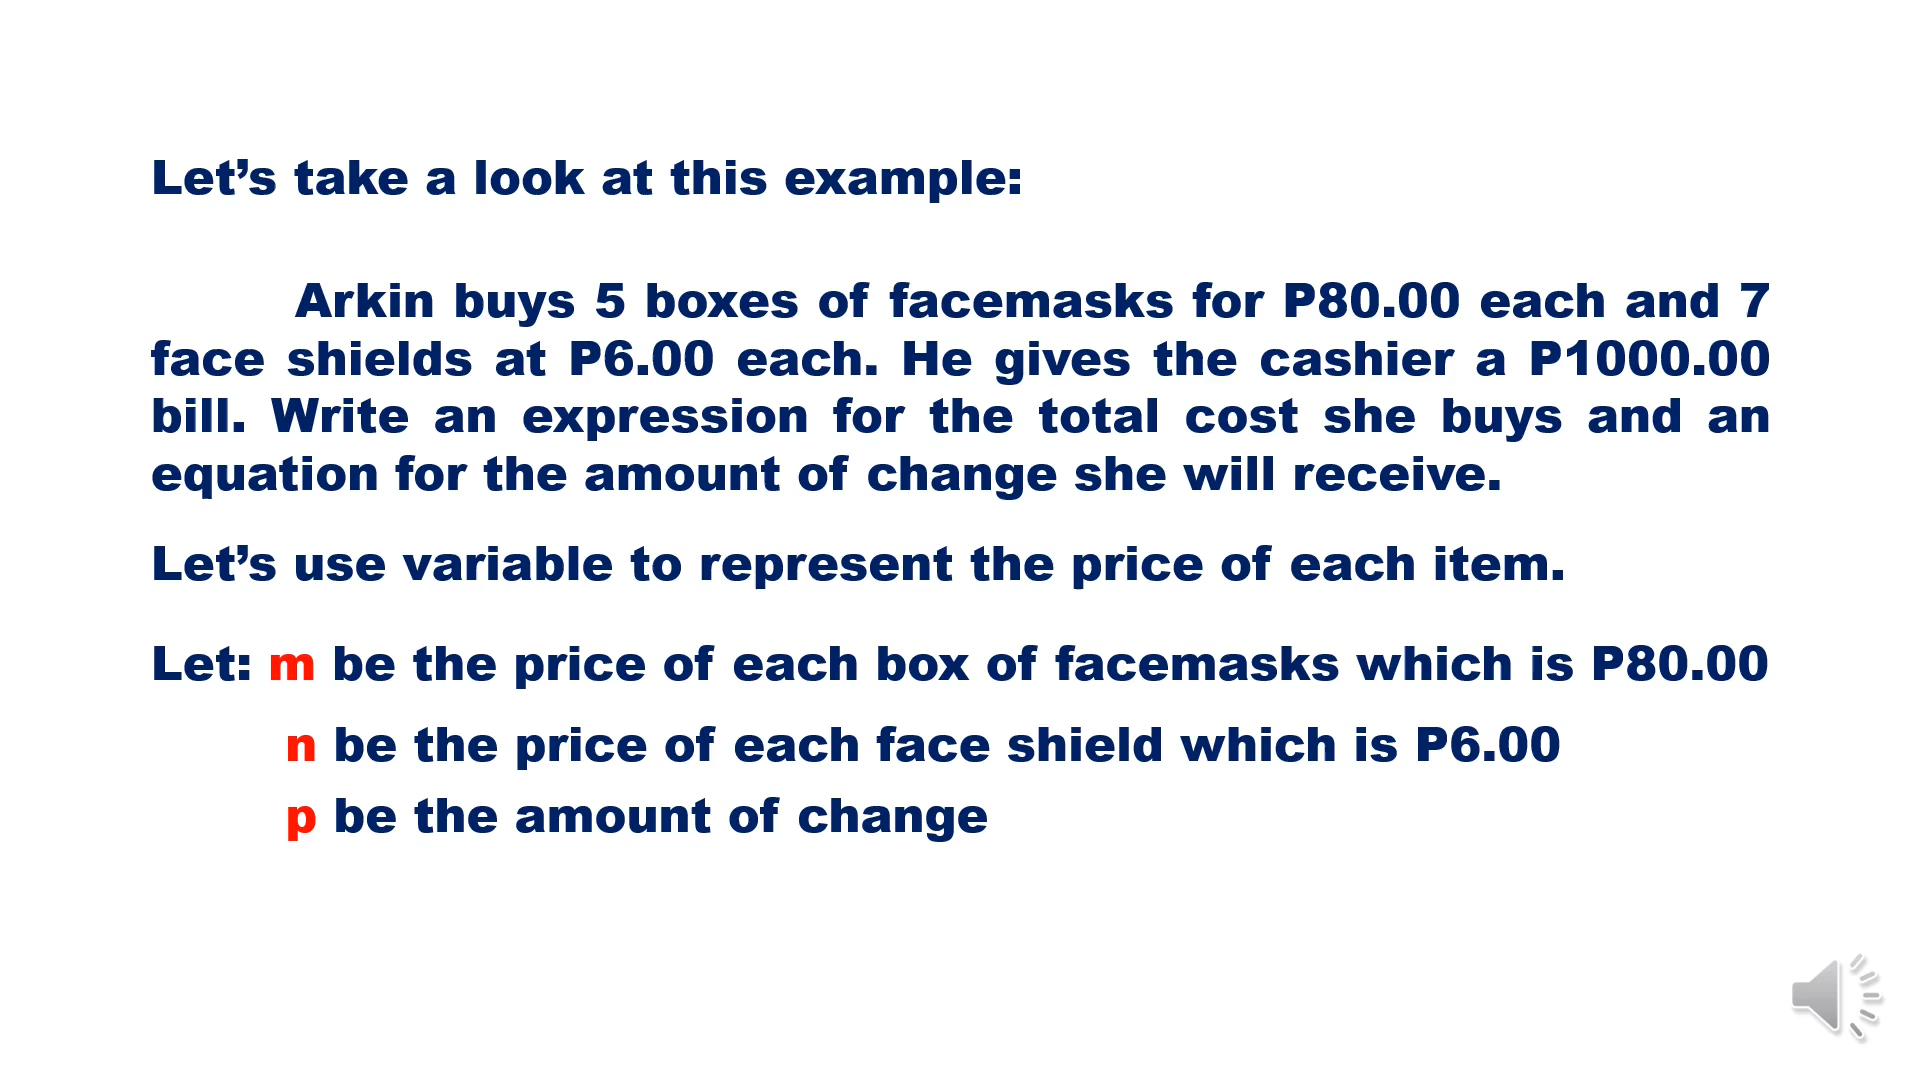 Let’s take a look at this example:
Arkin buys 5 boxes of facemasks for P80.00 each and 7
face shields at P6.00 each. He gives the cashier a P1000.00
bill. Write an expression for the total cost she buys and an
equation for the amount of change she will receive.
Let’s use variable to represent the price of each item.
Let: m be the price of each box of facemasks which is P80.00
n be the price of each face shield which is P6.00
p be the amount of change